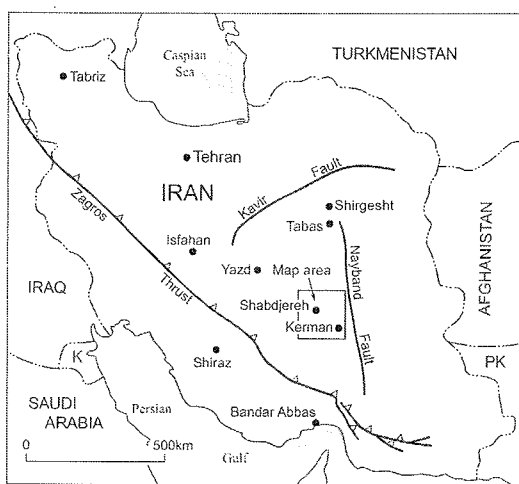 TURKMENISTAN
Caspian
Sea
Tabriz
Tehran
Fault
Kavir
IRAN
Shirgesht
Tabas
Zagros
AFGHANISTAN
Isfahan
Nayband
Yazd
Map area
IRAQ
Thrust
Shabdjereh
Kerman
Fault
K
Shiraz
PK
SAUDI
ARABIA
Persian
Bandar Abbas
0
500km
Gulf